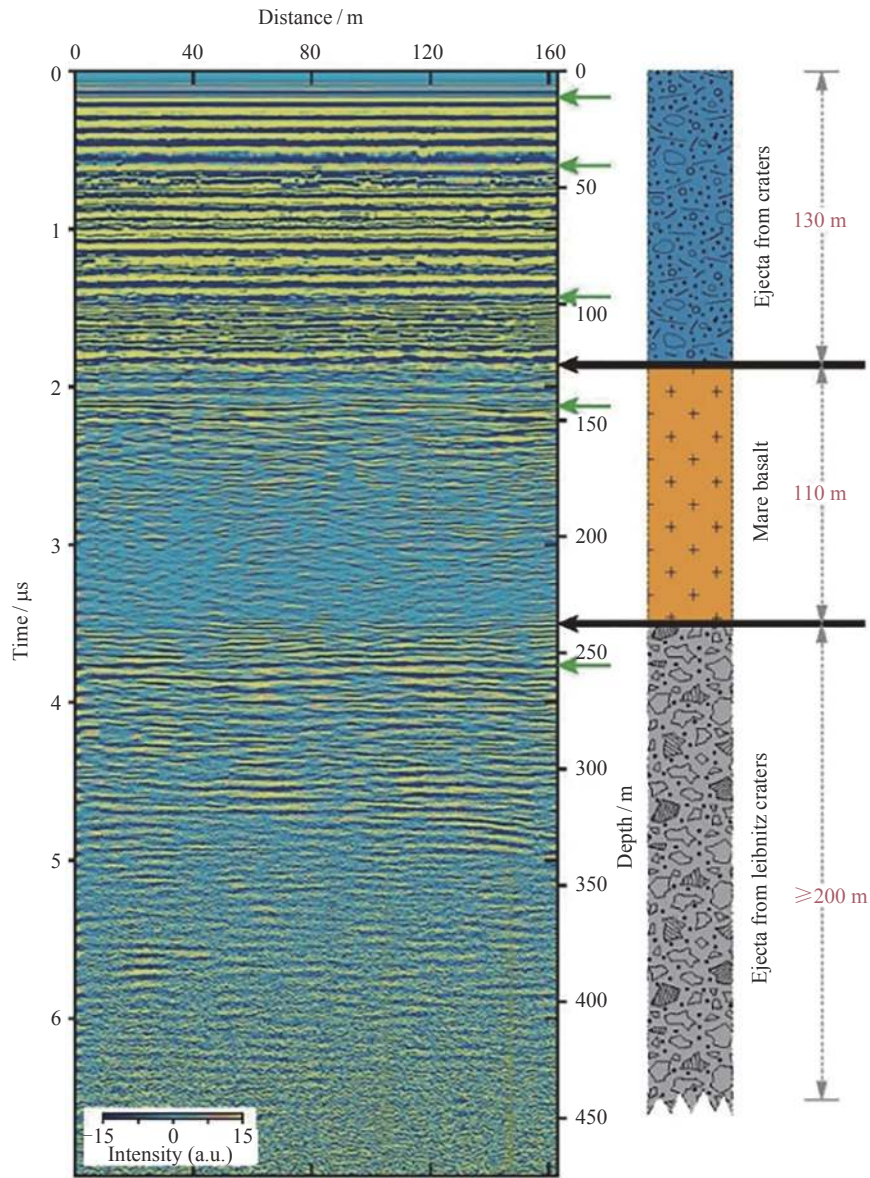 Distance / m
0 40 80 120 160
0
1
2
3
4
5
6
Time / μs
0
50
100
150
200
250
300
350
400
450
Depth / m
Ejecta from craters
130 m
Mare basalt
110 m
Ejecta from leibnitz craters
⩾200 m
−15 0 15
Intensity (a.u.)